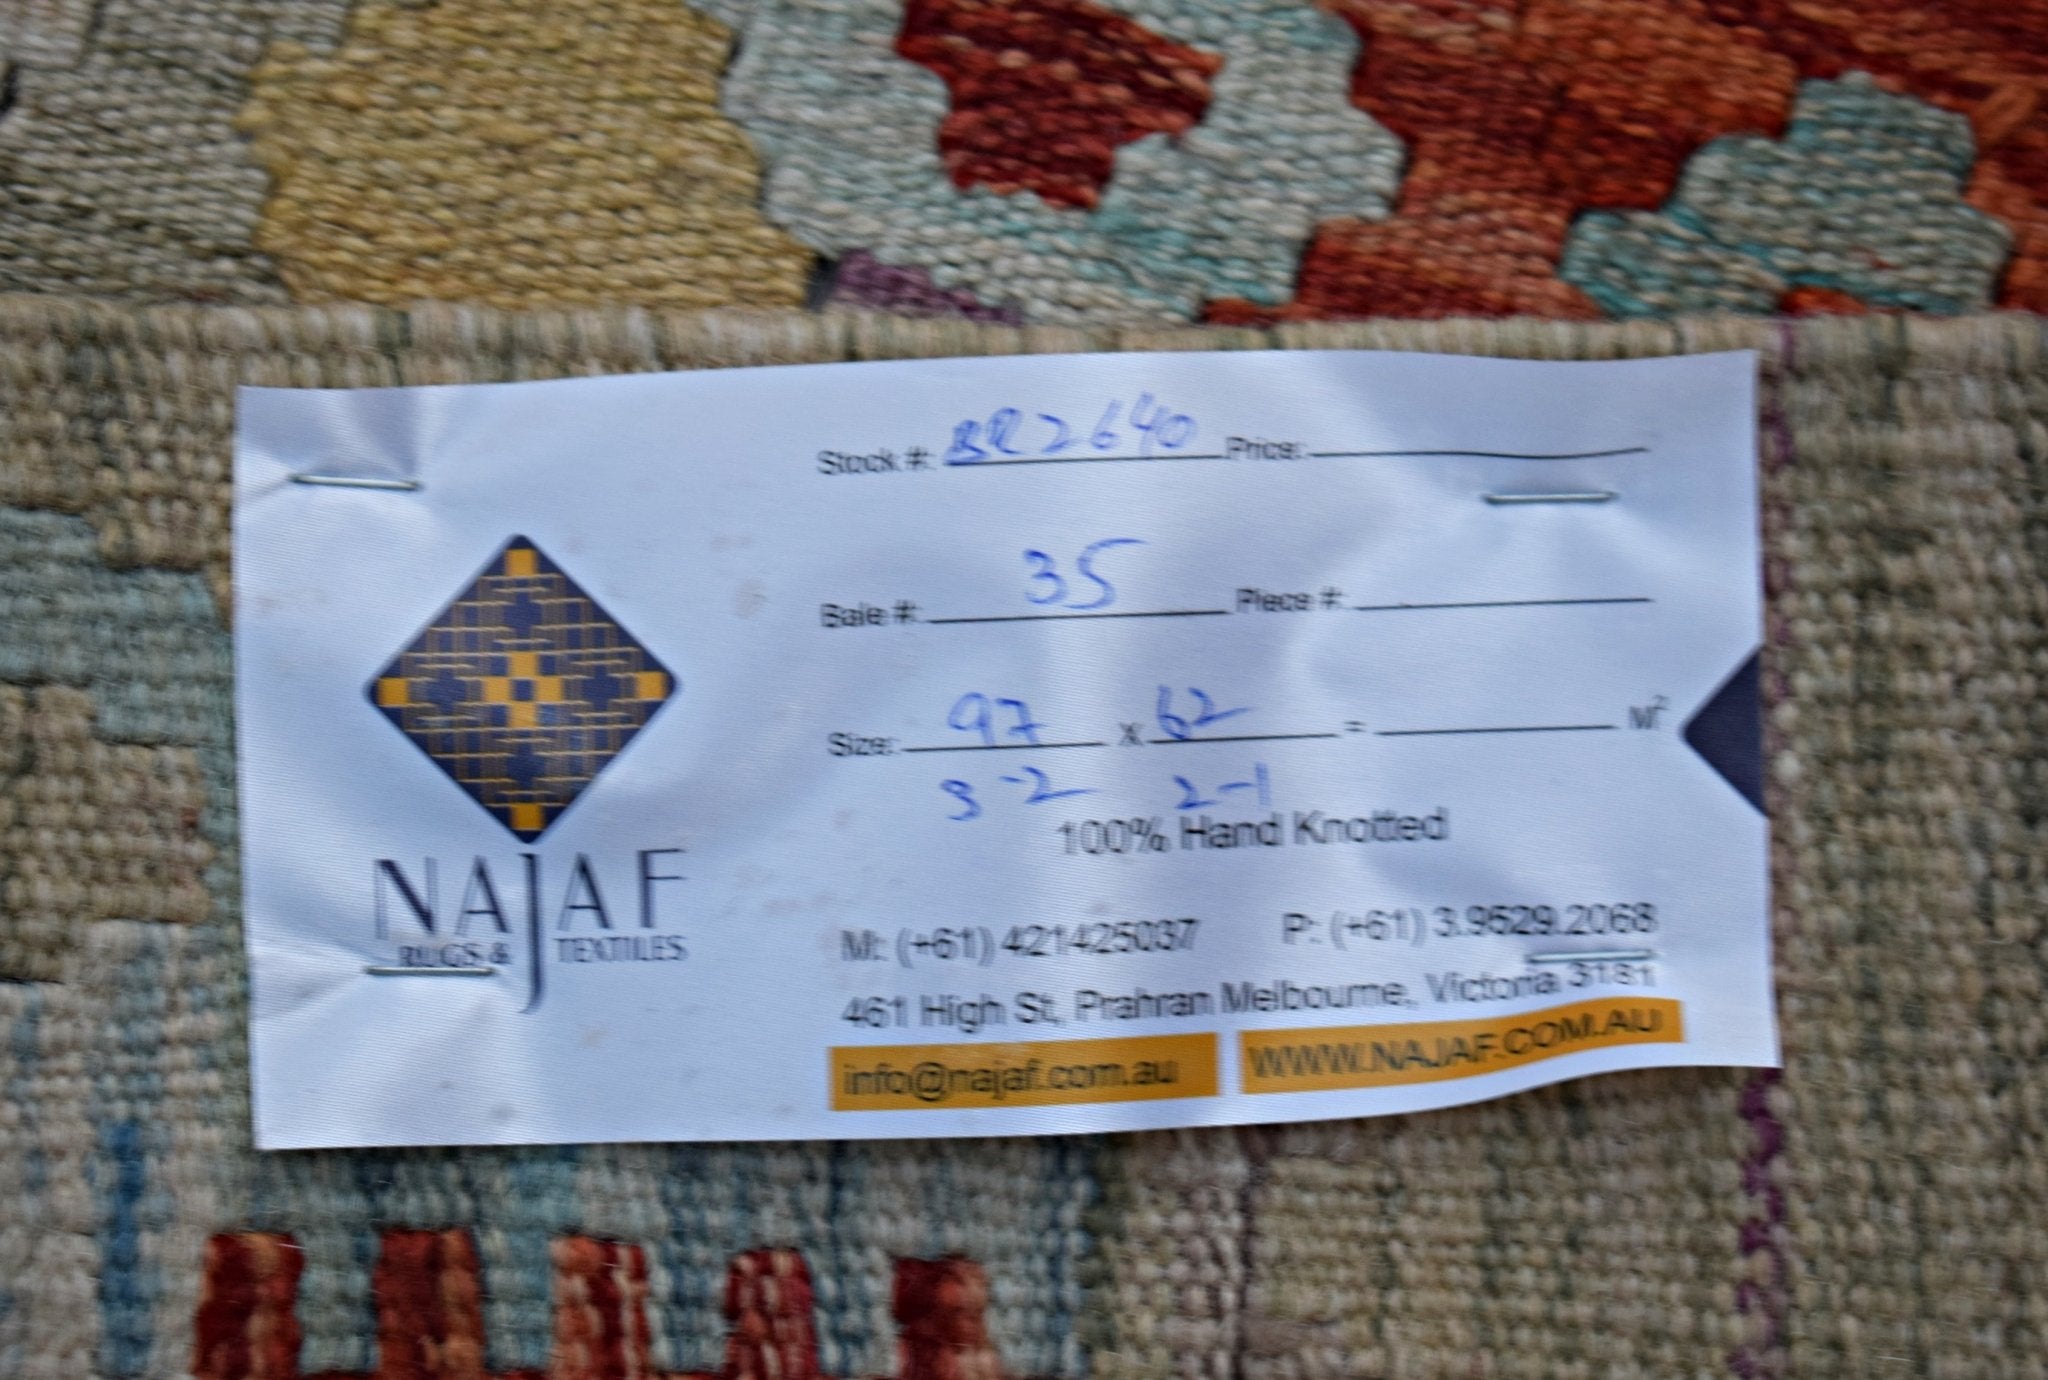 Stock #: BR2640 Price:
Bale #: 35 Piece #:
Size: 97 x 62 = M²
3-2 2-1
100% Hand Knotted
NAJAF
RUGS & TEXTILES
M: (+61) 421425037 P: (+61) 3.9529.2068
461 High St, Prahran Melbourne, Victoria 3181
info@najaf.com.au WWW.NAJAF.COM.AU